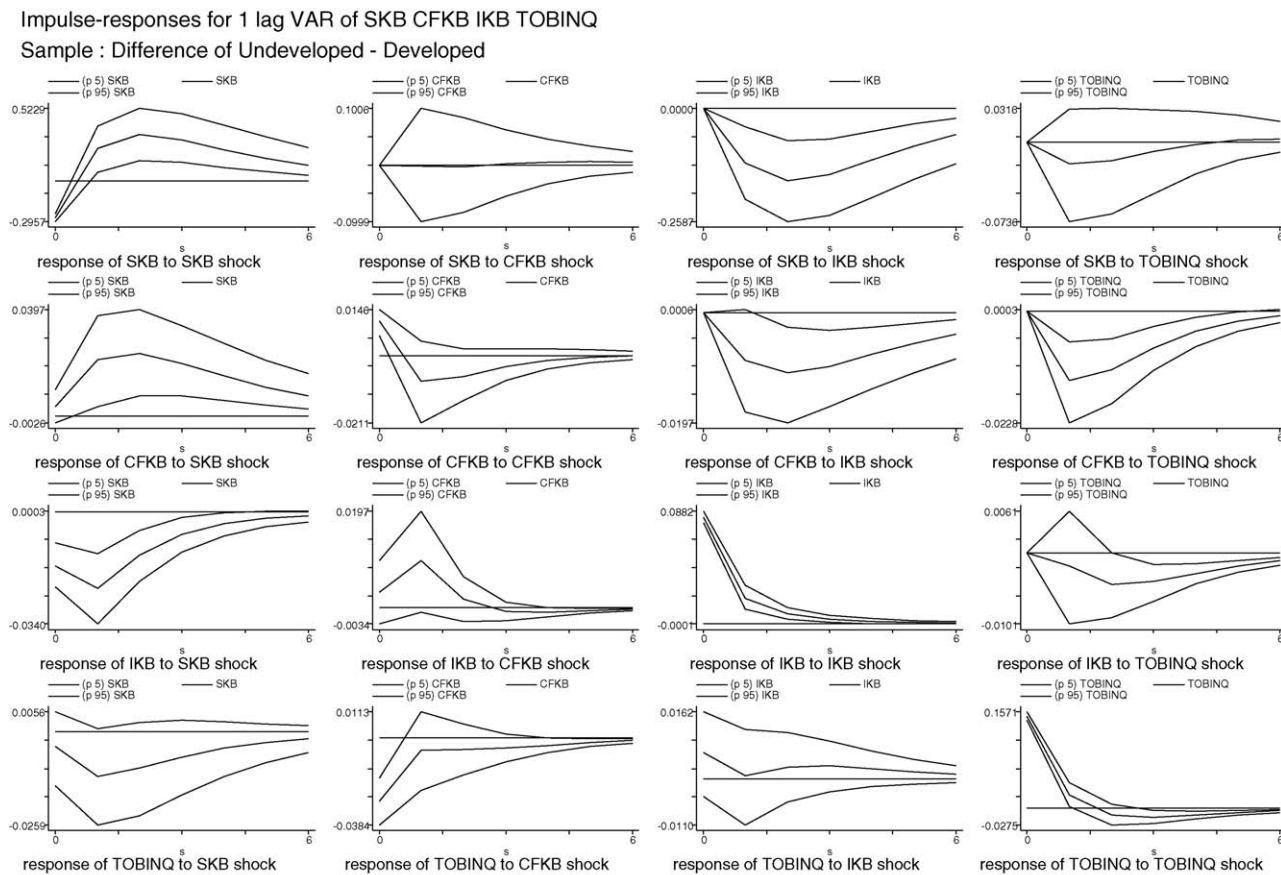 Impulse-responses for 1 lag VAR of SKB CFKB IKB TOBINQ
Sample : Difference of Undeveloped - Developed
(p 5) SKB SKB
(p 95) SKB
0.5229
-0.2957
0 6
s
response of SKB to SKB shock
(p 5) CFKB CFKB
(p 95) CFKB
0.1006
-0.0999
0 6
s
response of SKB to CFKB shock
(p 5) IKB IKB
(p 95) IKB
0.0000
-0.2587
0 6
s
response of SKB to IKB shock
(p 5) TOBINQ TOBINQ
(p 95) TOBINQ
0.0316
-0.0736
0 6
s
response of SKB to TOBINQ shock
(p 5) SKB SKB
(p 95) SKB
0.0397
-0.0026
0 6
s
response of CFKB to SKB shock
(p 5) CFKB CFKB
(p 95) CFKB
0.0146
-0.0211
0 6
s
response of CFKB to CFKB shock
(p 5) IKB IKB
(p 95) IKB
0.0006
-0.0197
0 6
s
response of CFKB to IKB shock
(p 5) TOBINQ TOBINQ
(p 95) TOBINQ
0.0003
-0.0228
0 6
s
response of CFKB to TOBINQ shock
(p 5) SKB SKB
(p 95) SKB
0.0003
-0.0340
0 6
s
response of IKB to SKB shock
(p 5) CFKB CFKB
(p 95) CFKB
0.0197
-0.0034
0 6
s
response of IKB to CFKB shock
(p 5) IKB IKB
(p 95) IKB
0.0882
-0.0001
0 6
s
response of IKB to IKB shock
(p 5) TOBINQ TOBINQ
(p 95) TOBINQ
0.0061
-0.0101
0 6
s
response of IKB to TOBINQ shock
(p 5) SKB SKB
(p 95) SKB
0.0056
-0.0259
0 6
s
response of TOBINQ to SKB shock
(p 5) CFKB CFKB
(p 95) CFKB
0.0113
-0.0384
0 6
s
response of TOBINQ to CFKB shock
(p 5) IKB IKB
(p 95) IKB
0.0162
-0.0110
0 6
s
response of TOBINQ to IKB shock
(p 5) TOBINQ TOBINQ
(p 95) TOBINQ
0.1571
-0.0275
0 6
s
response of TOBINQ to TOBINQ shock